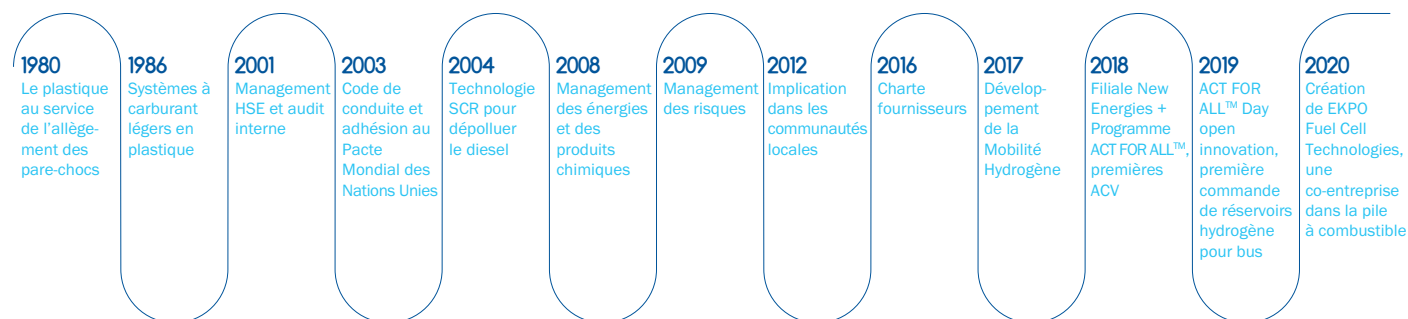 1980
Le plastique
au service
de l'allège-
ment des
pare-chocs
1986
Systèmes à
carburant
légers en
plastique
2001
Management
HSE et audit
interne
2003
Code de
conduite et
adhésion au
Pacte
Mondial des
Nations Unies
2004
Technologie
SCR pour
dépolluer
le diesel
2008
Management
des énergies
et des
produits
chimiques
2009
Management
des risques
2012
Implication
dans les
communautés
locales
2016
Charte
fournisseurs
2017
Dévelop-
pement
de la
Mobilité
Hydrogène
2018
Filiale New
Energies +
Programme
ACT FOR ALL™,
premières
ACV
2019
ACT FOR
ALL™ Day
open
innovation,
première
commande
de réservoirs
hydrogène
pour bus
2020
Création
de EKPO
Fuel Cell
Technologies,
une
co-entreprise
dans la pile
à combustible